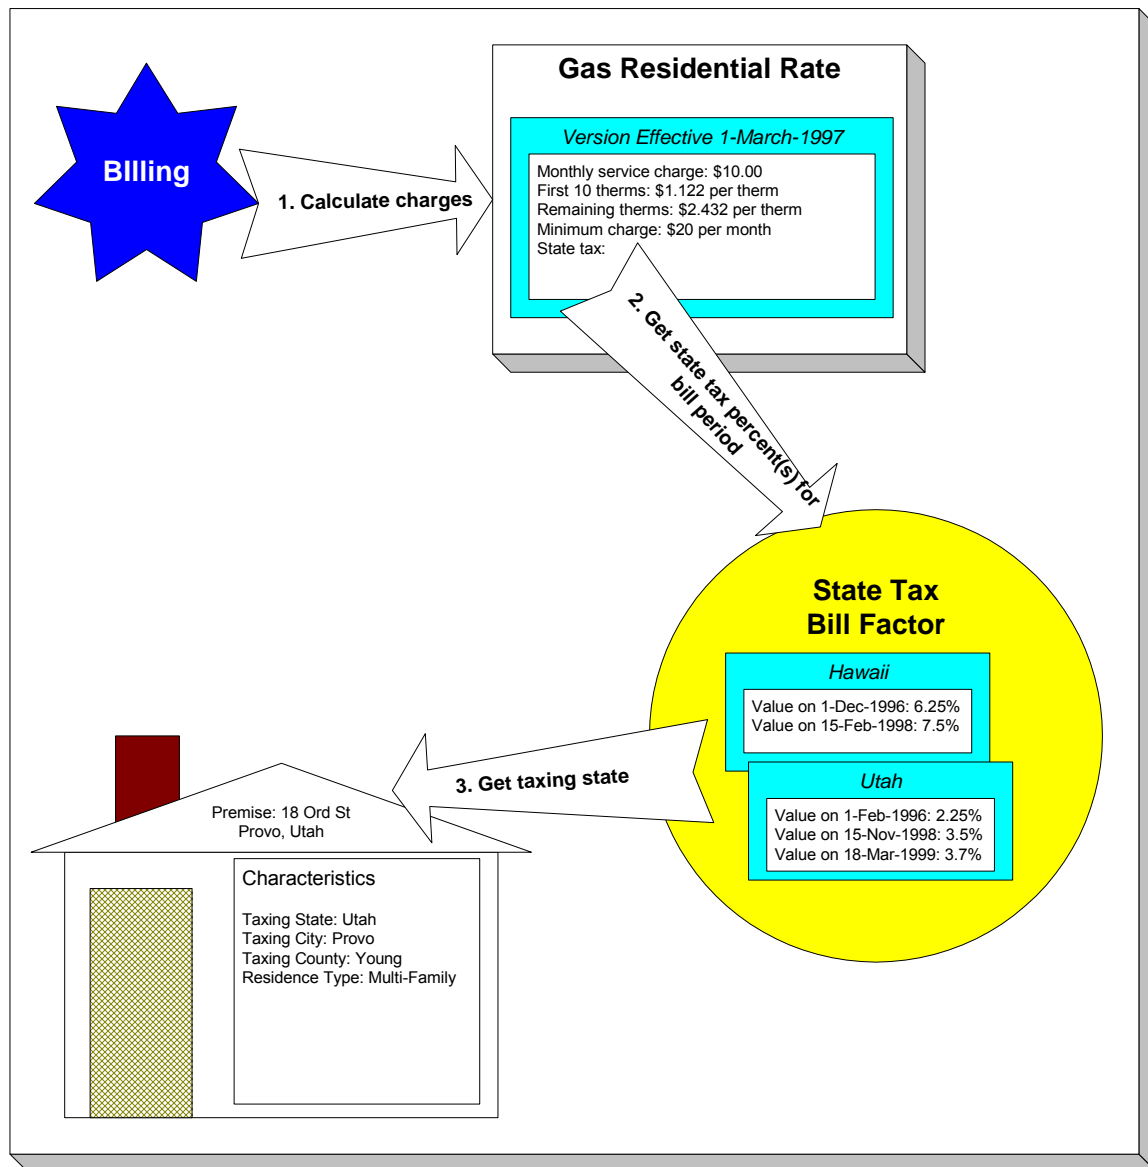 BIlling
1. Calculate charges
Gas Residential Rate
Version Effective 1-March-1997
Monthly service charge: $10.00
First 10 therms: $1.122 per therm
Remaining therms: $2.432 per therm
Minimum charge: $20 per month
State tax:
2. Get state tax percent(s) for
bill period
State Tax
Bill Factor
Hawaii
Value on 1-Dec-1996: 6.25%
Value on 15-Feb-1998: 7.5%
Utah
Value on 1-Feb-1996: 2.25%
Value on 15-Nov-1998: 3.5%
Value on 18-Mar-1999: 3.7%
3. Get taxing state
Premise: 18 Ord St
Provo, Utah
Characteristics
Taxing State: Utah
Taxing City: Provo
Taxing County: Young
Residence Type: Multi-Family